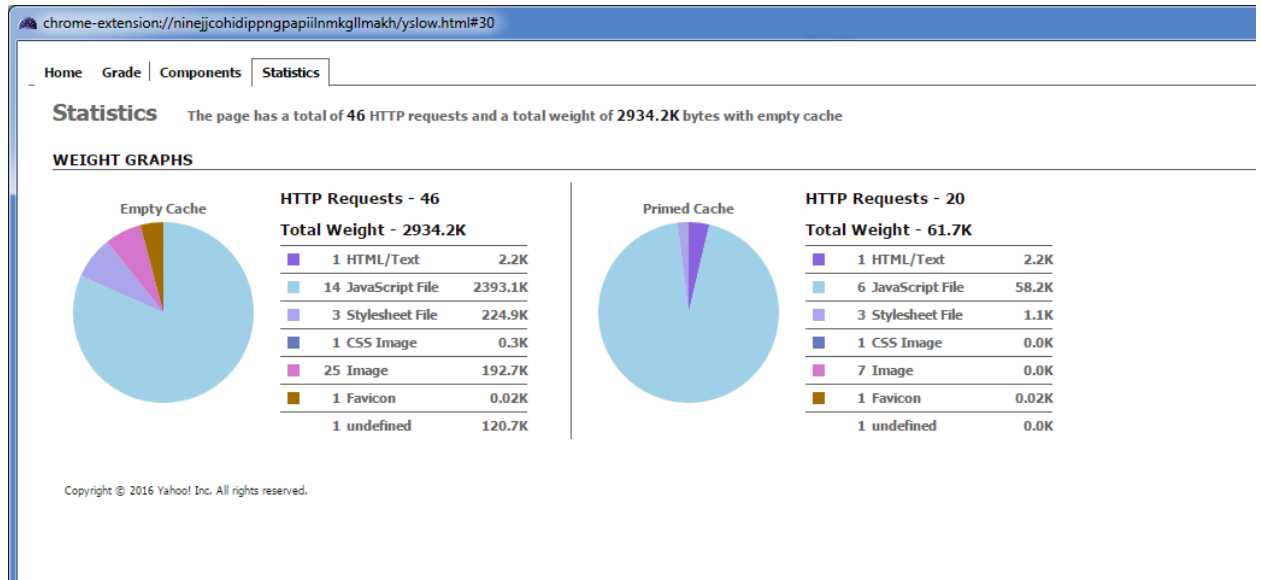 chrome-extension://ninejjcohidippngpapiilnmkgllmakh/yslow.html#30
Home Grade Components Statistics
Statistics The page has a total of 46 HTTP requests and a total weight of 2934.2K bytes with empty cache
WEIGHT GRAPHS
Empty Cache
HTTP Requests - 46
Total Weight - 2934.2K
1 HTML/Text 2.2K
14 JavaScript File 2393.1K
3 Stylesheet File 224.9K
1 CSS Image 0.3K
25 Image 192.7K
1 Favicon 0.02K
1 undefined 120.7K
Primed Cache
HTTP Requests - 20
Total Weight - 61.7K
1 HTML/Text 2.2K
6 JavaScript File 58.2K
3 Stylesheet File 1.1K
1 CSS Image 0.0K
7 Image 0.0K
1 Favicon 0.02K
1 undefined 0.0K
Copyright © 2016 Yahoo! Inc. All rights reserved.